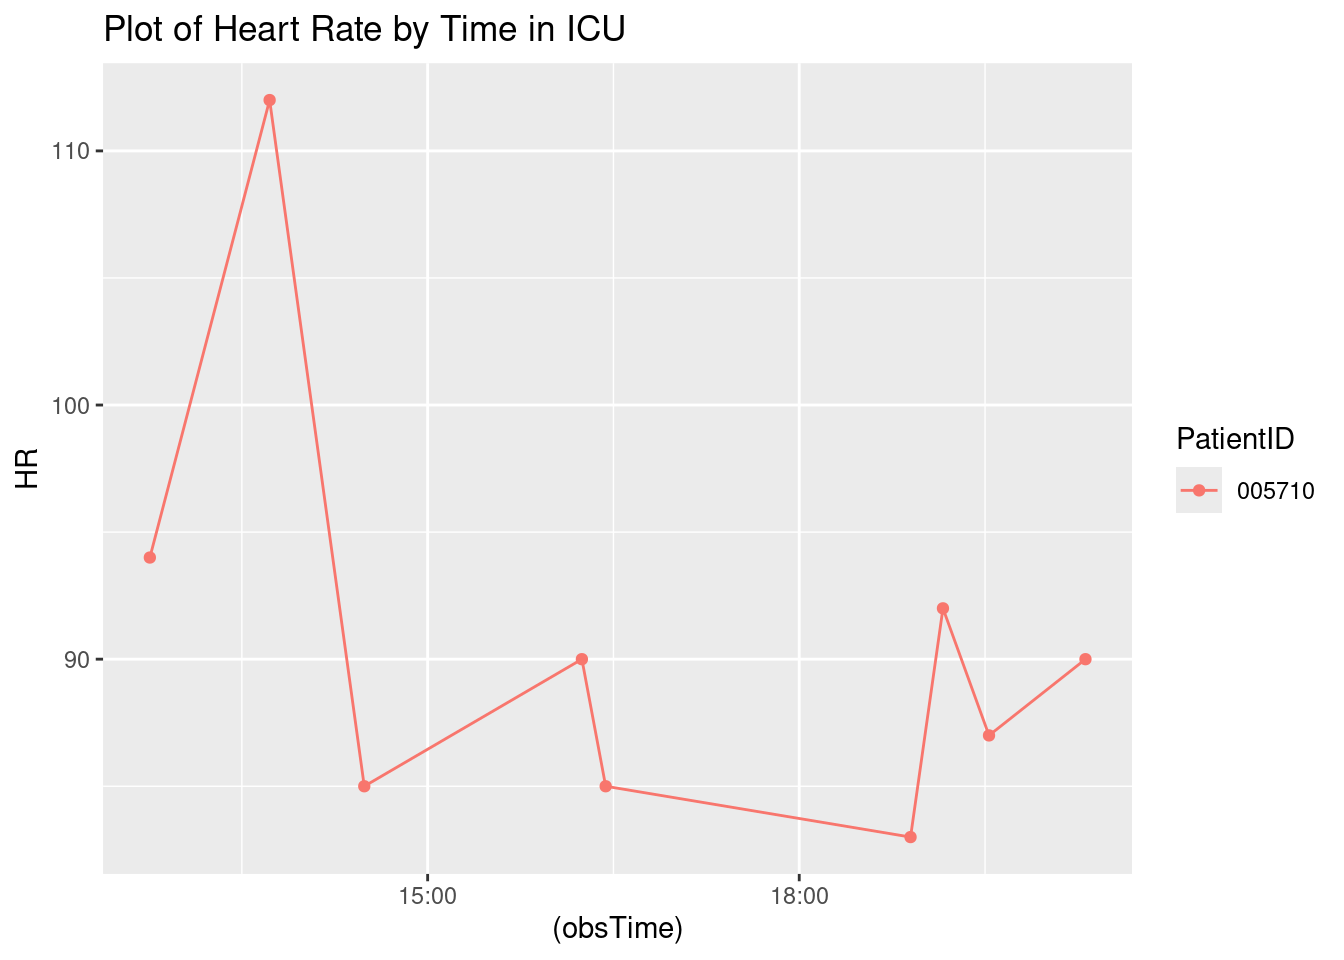 Plot of Heart Rate by Time in ICU
110
100
90
HR
15:00
18:00
(obsTime)
PatientID
005710